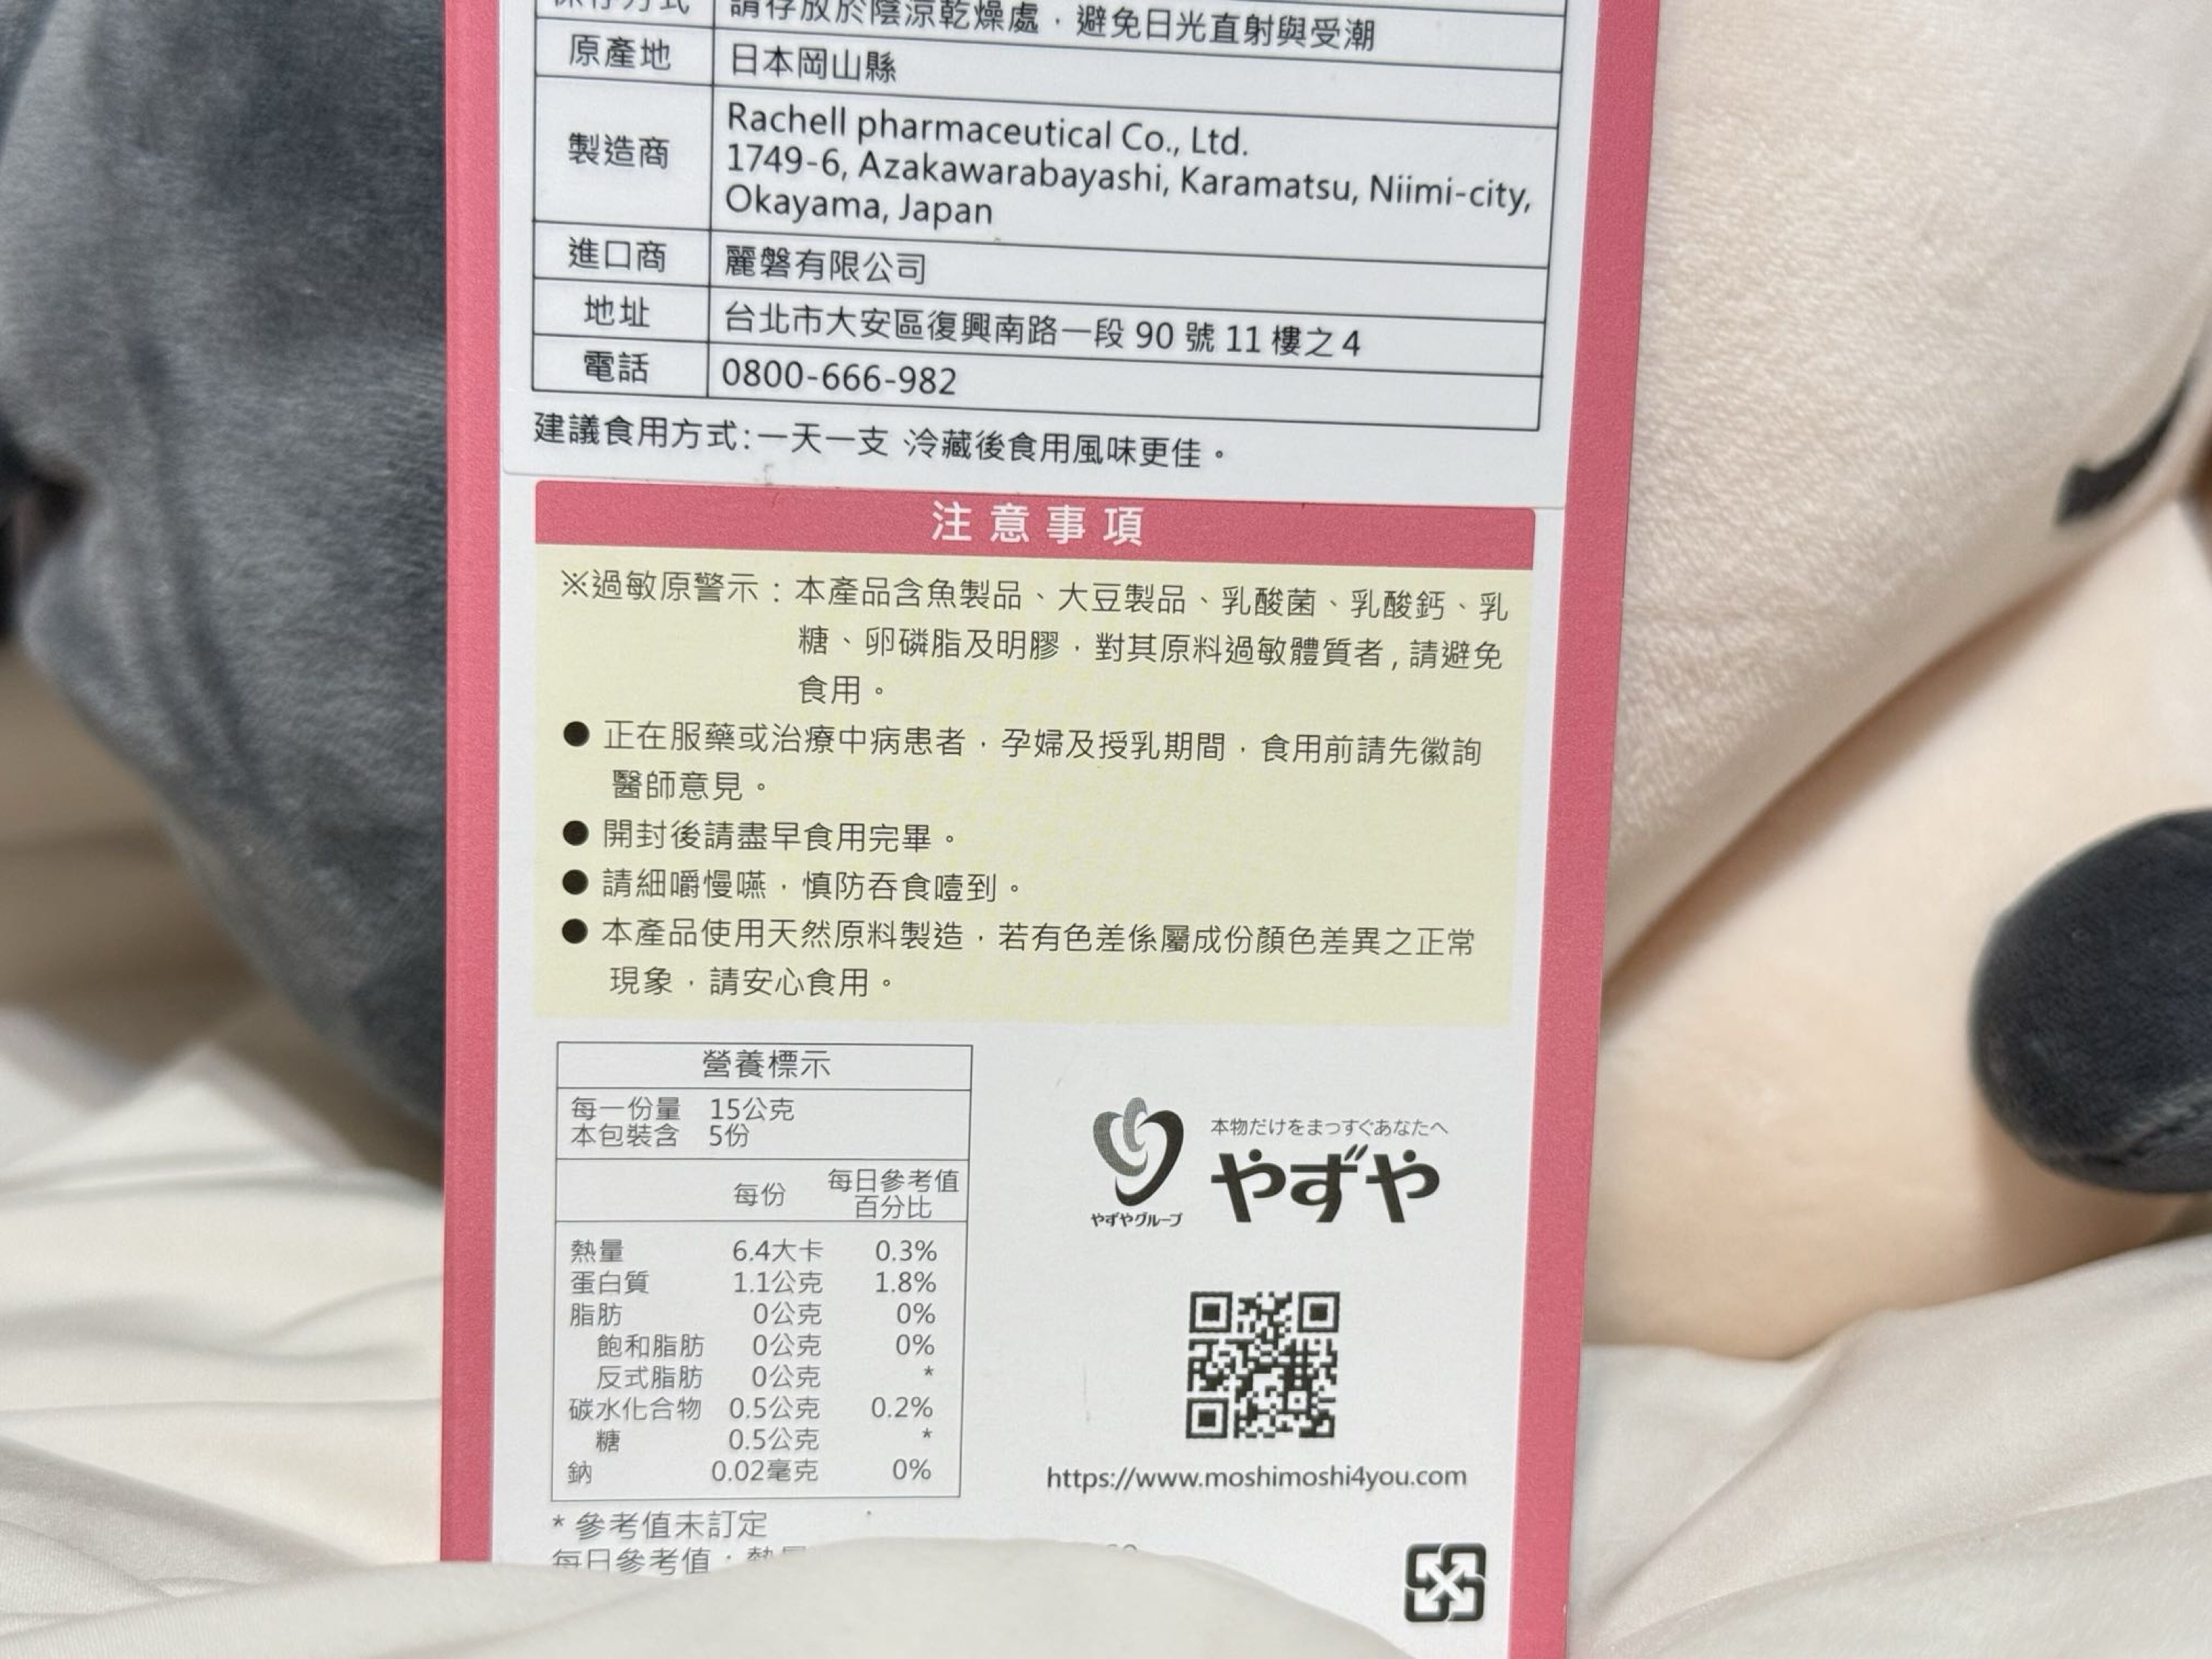 保存方式 請存放於陰涼乾燥處，避免日光直射與受潮
原產地 日本岡山縣
製造商 Rachell pharmaceutical Co., Ltd.
1749-6, Azakawarabayashi, Karamatsu, Niimi-city,
Okayama, Japan
進口商 麗磐有限公司
地址 台北市大安區復興南路一段 90 號 11 樓之 4
電話 0800-666-982
建議食用方式:一天一支，冷藏後食用風味更佳。
注意事項
※過敏原警示：本產品含魚製品、大豆製品、乳酸菌、乳酸鈣、乳
糖、卵磷脂及明膠，對其原料過敏體質者,請避免
食用。
● 正在服藥或治療中病患者，孕婦及授乳期間，食用前請先徵詢
醫師意見。
● 開封後請盡早食用完畢。
● 請細嚼慢嚥，慎防吞食噎到。
● 本產品使用天然原料製造，若有色差係屬成份顏色差異之正常
現象，請安心食用。
營養標示
每一份量 15公克
本包裝含 5份
每份 每日參考值
百分比
熱量 6.4大卡 0.3%
蛋白質 1.1公克 1.8%
脂肪 0公克 0%
飽和脂肪 0公克 0%
反式脂肪 0公克 *
碳水化合物 0.5公克 0.2%
糖 0.5公克 *
鈉 0.02毫克 0%
* 參考值未訂定
每日參考值：熱量
本物だけをまっすぐあなたへ
やずや
やずやグループ
https://www.moshimoshi4you.com